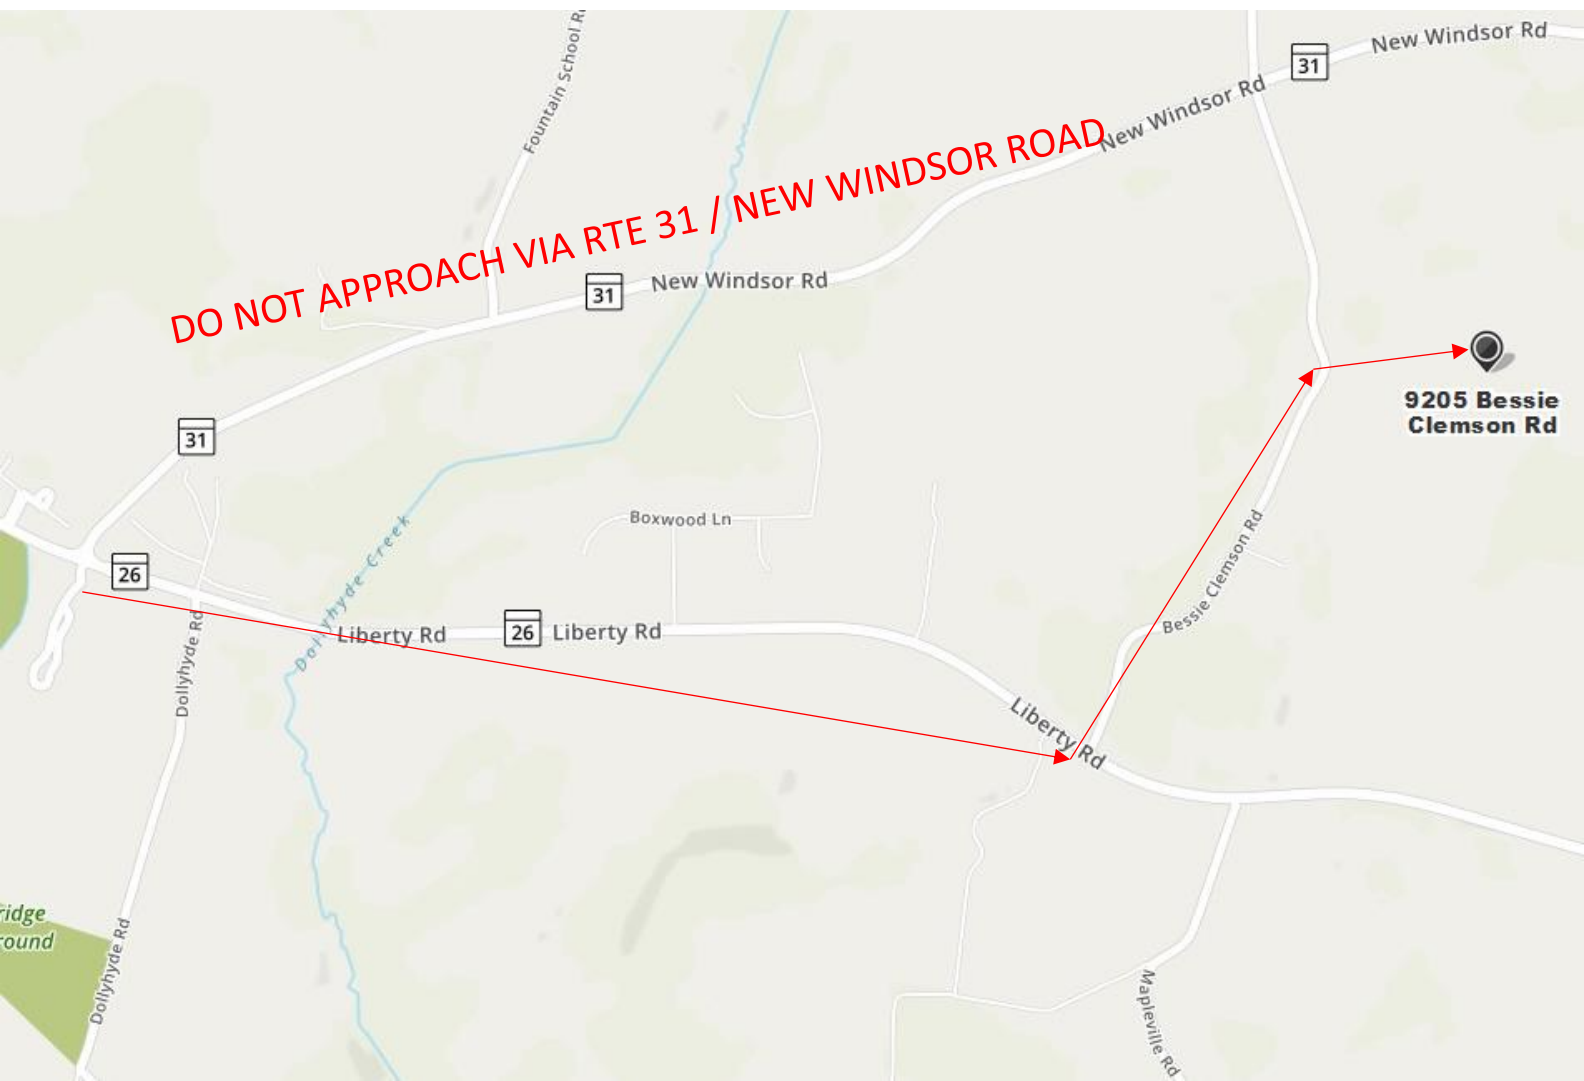 New Windsor Rd
31
New Windsor Rd
Fountain School R
DO NOT APPROACH VIA RTE 31 / NEW WINDSOR ROAD
31
New Windsor Rd
9205 Bessie
Clemson Rd
31
Boxwood Ln
Dollyhyde Creek
Bessie Clemson Rd
26
Liberty Rd
26
Liberty Rd
Dollyhyde Rd
Liberty Rd
ridge
round
Dollyhyde Rd
Mapleville Rd